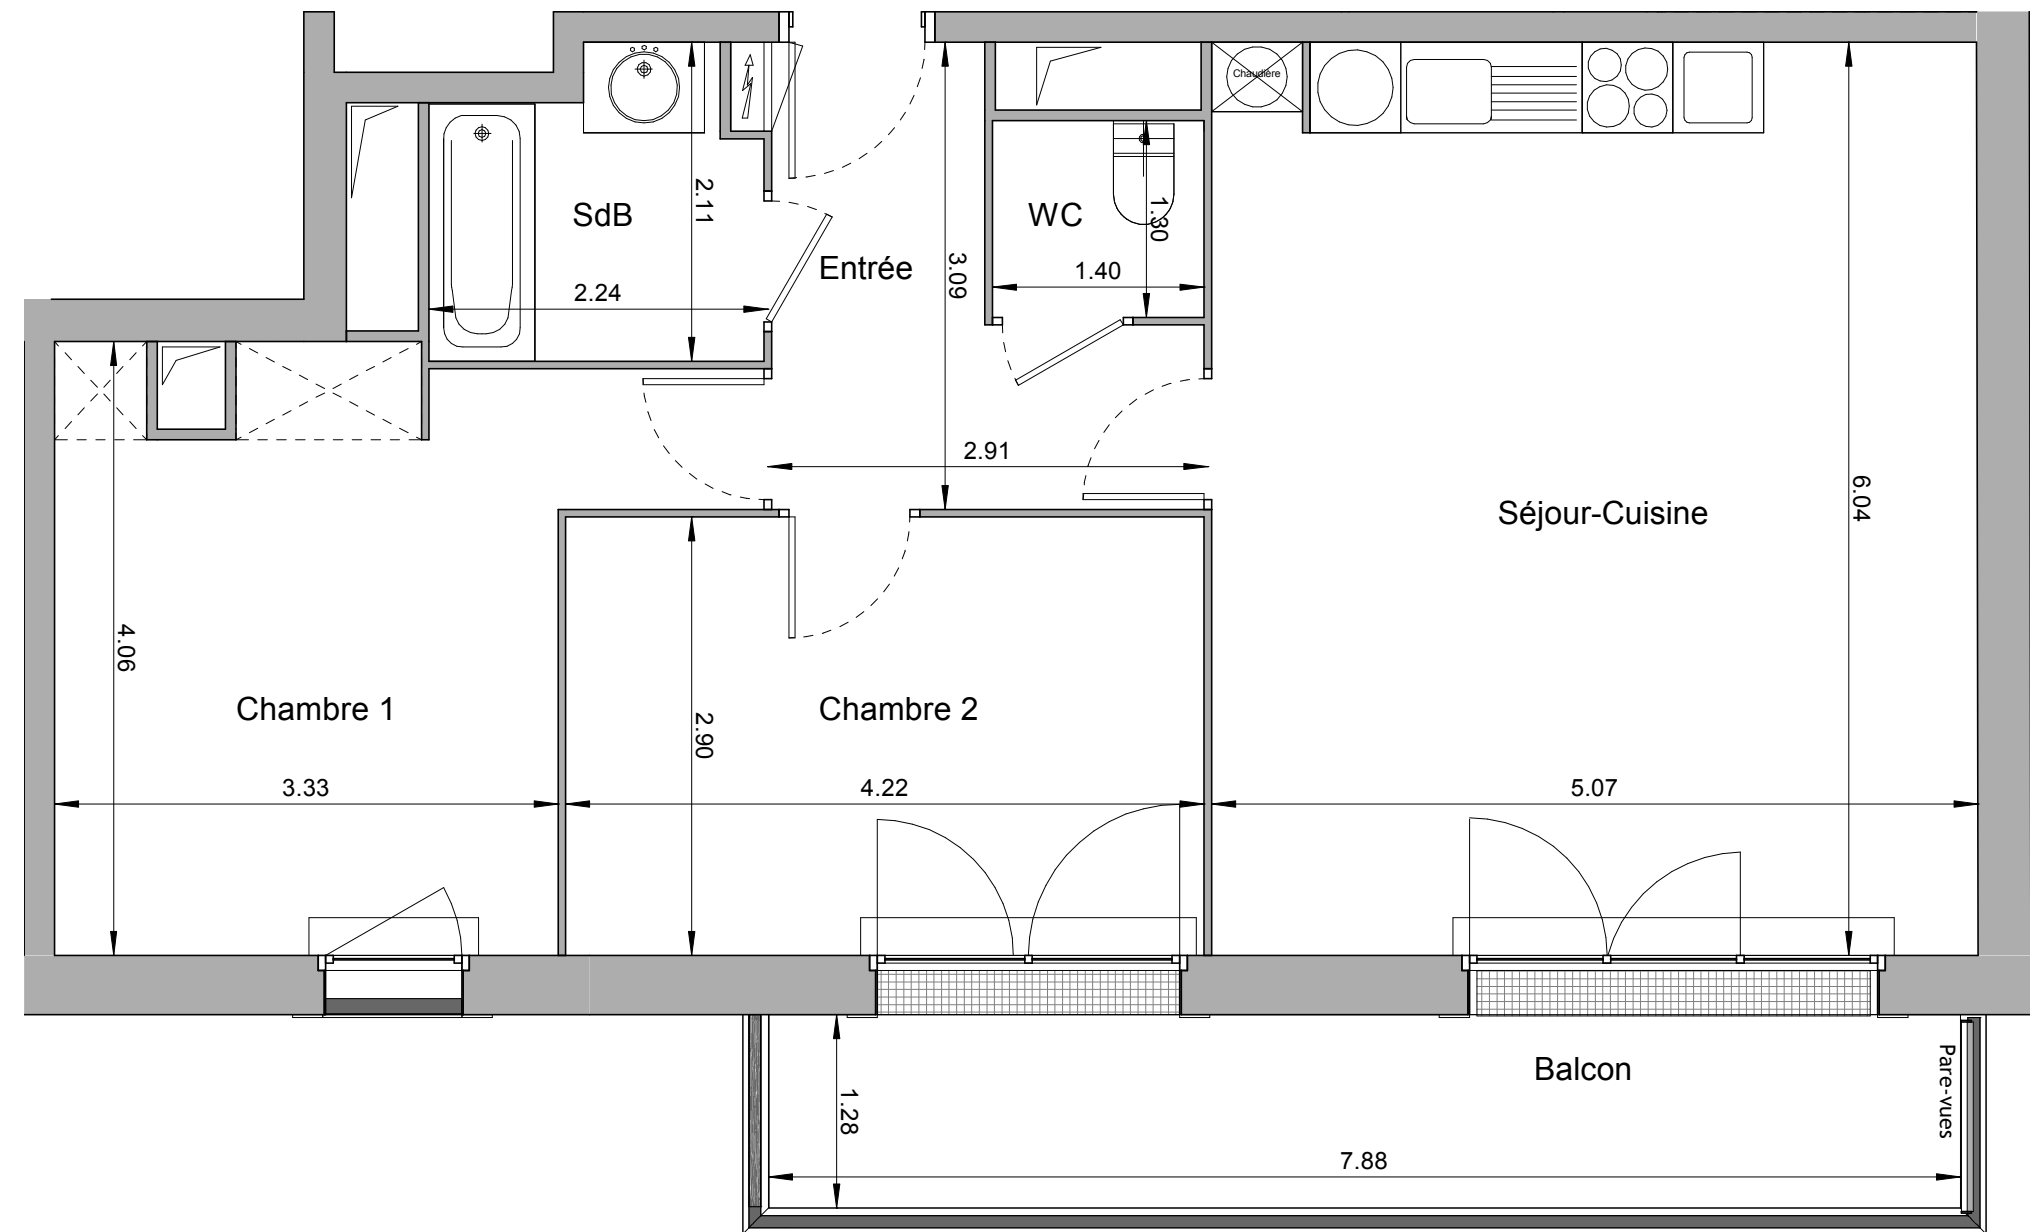 Chaudière
SdB
2.11
WC
1.30
Entrée
3.09
1.40
2.24
2.91
Séjour-Cuisine
6.04
4.06
Chambre 1
Chambre 2
2.90
3.33
4.22
5.07
Balcon
Pare-vues
1.28
7.88